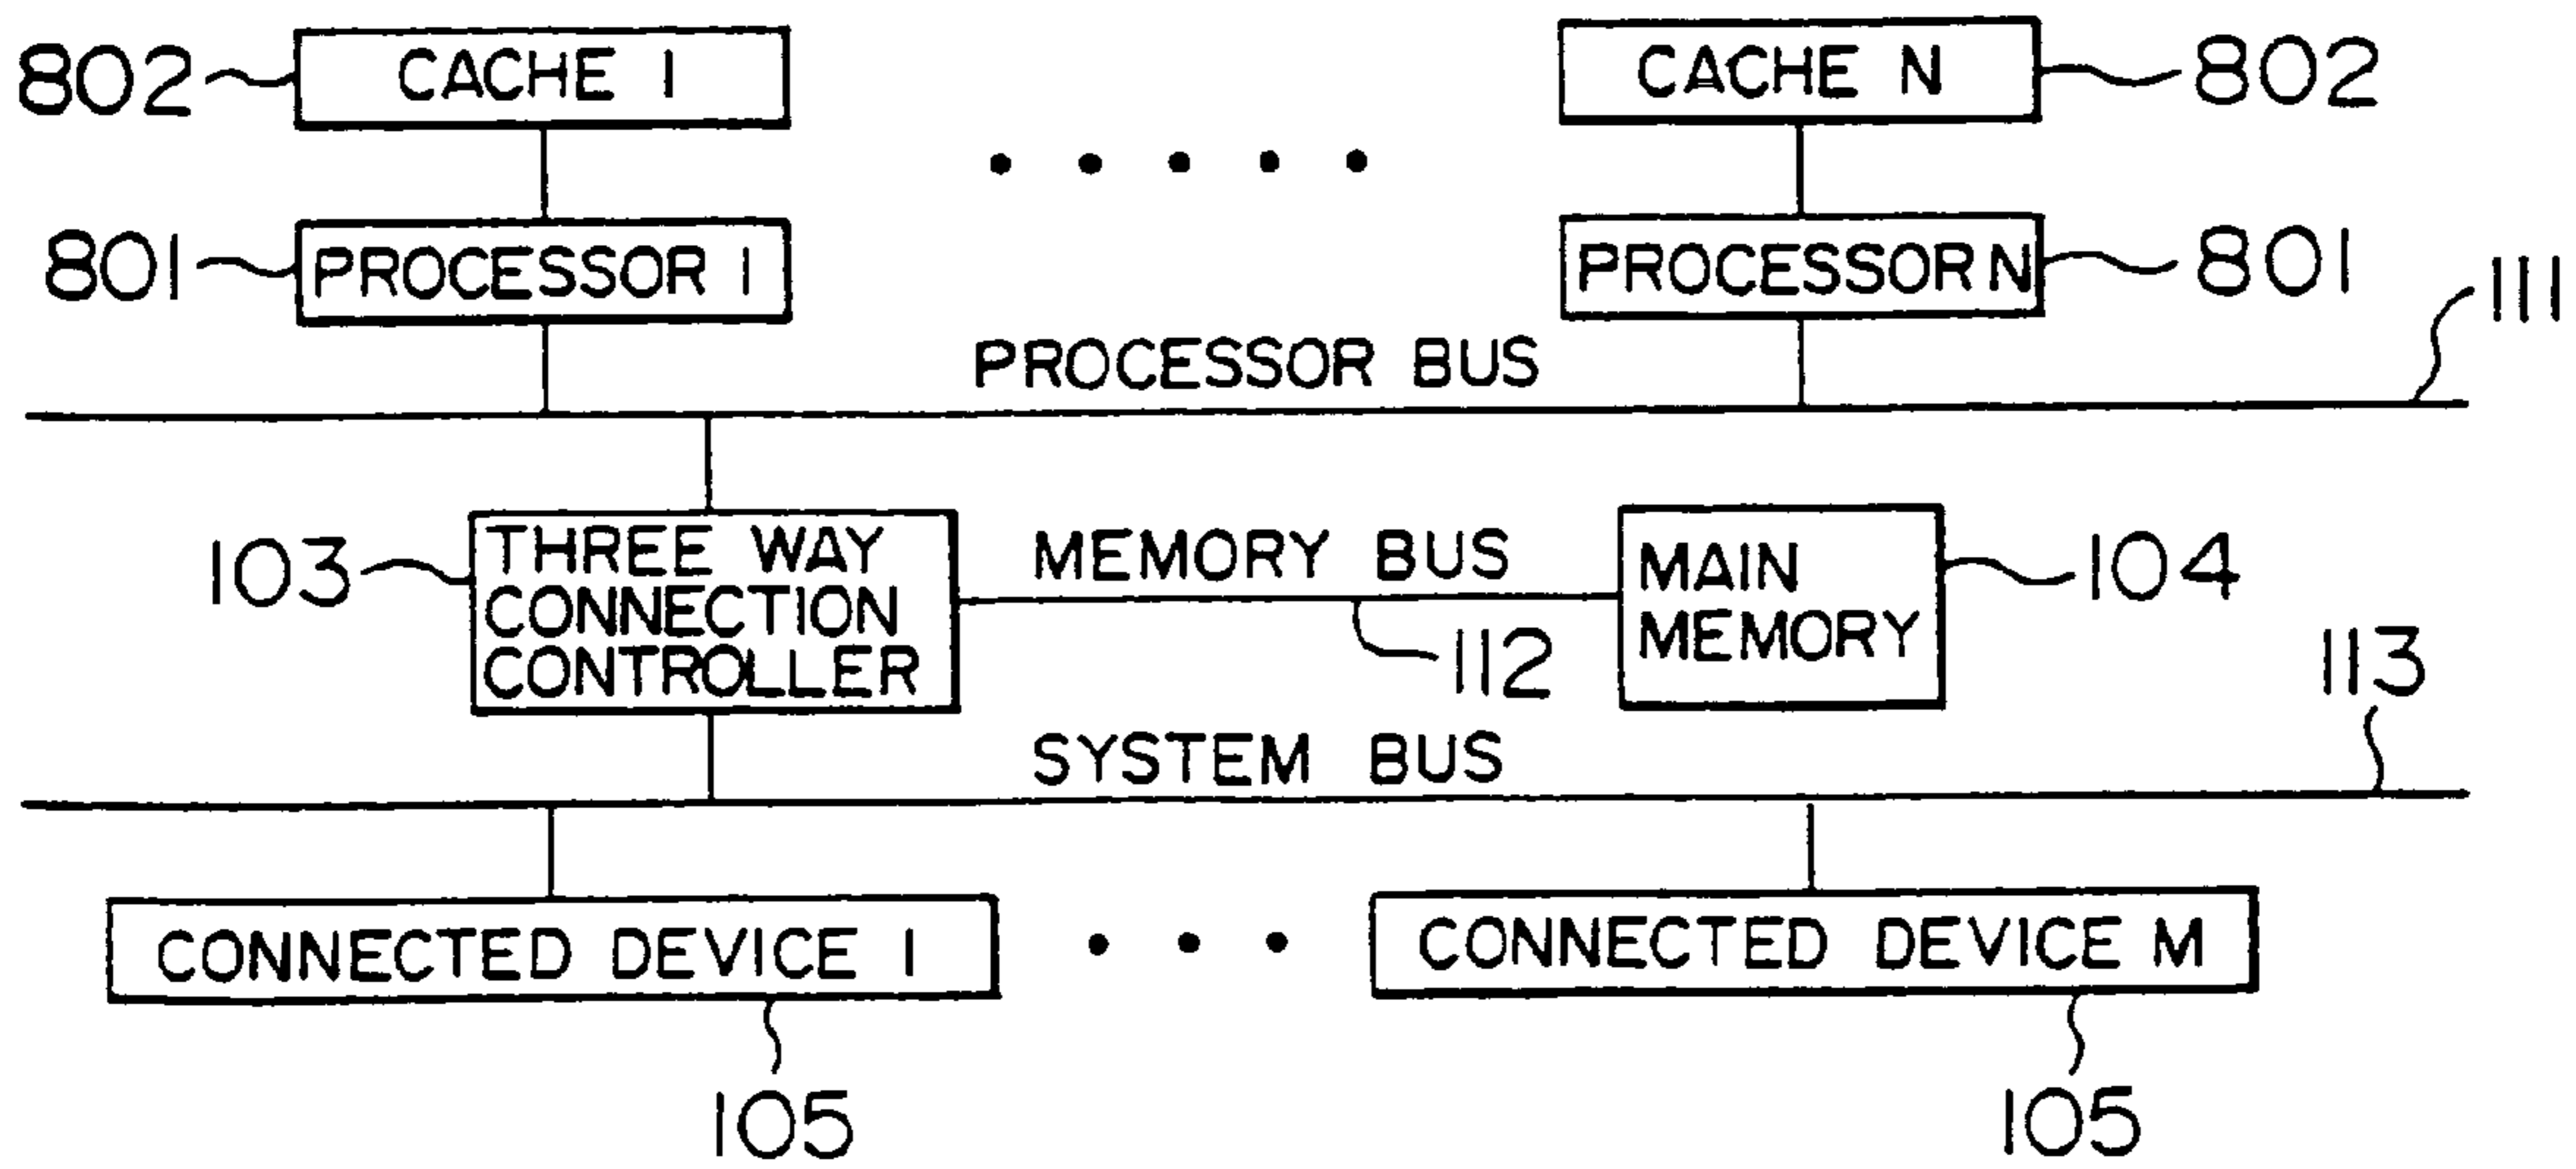 802 CACHE 1 CACHE N 802
801 PROCESSOR 1 PROCESSOR N 801
111
PROCESSOR BUS
103 THREE WAY
CONNECTION
CONTROLLER
MEMORY BUS
112
MAIN
MEMORY
104
113
SYSTEM BUS
CONNECTED DEVICE 1 CONNECTED DEVICE M
105 105